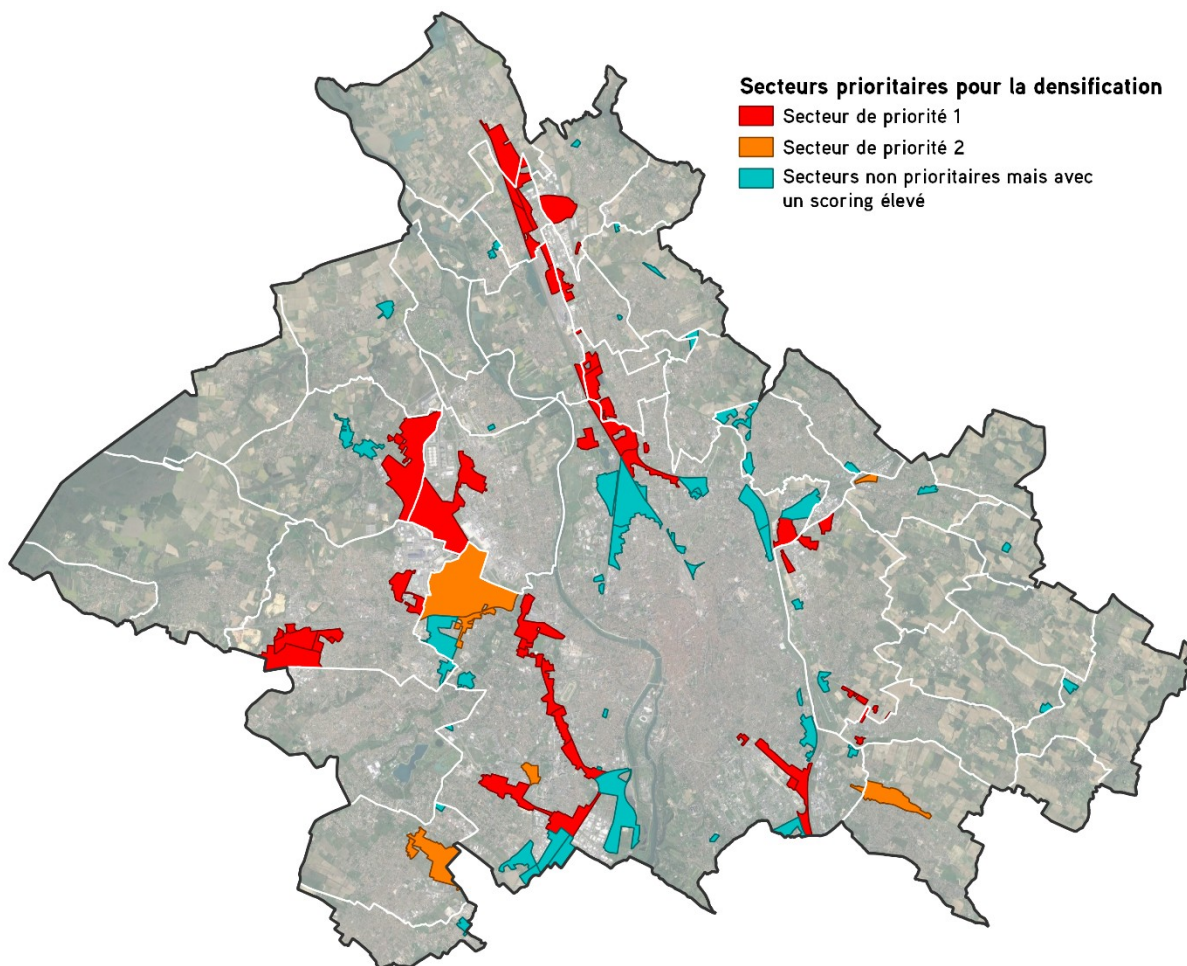 Secteurs prioritaires pour la densification
Secteur de priorité 1
Secteur de priorité 2
Secteurs non prioritaires mais avec
un scoring élevé